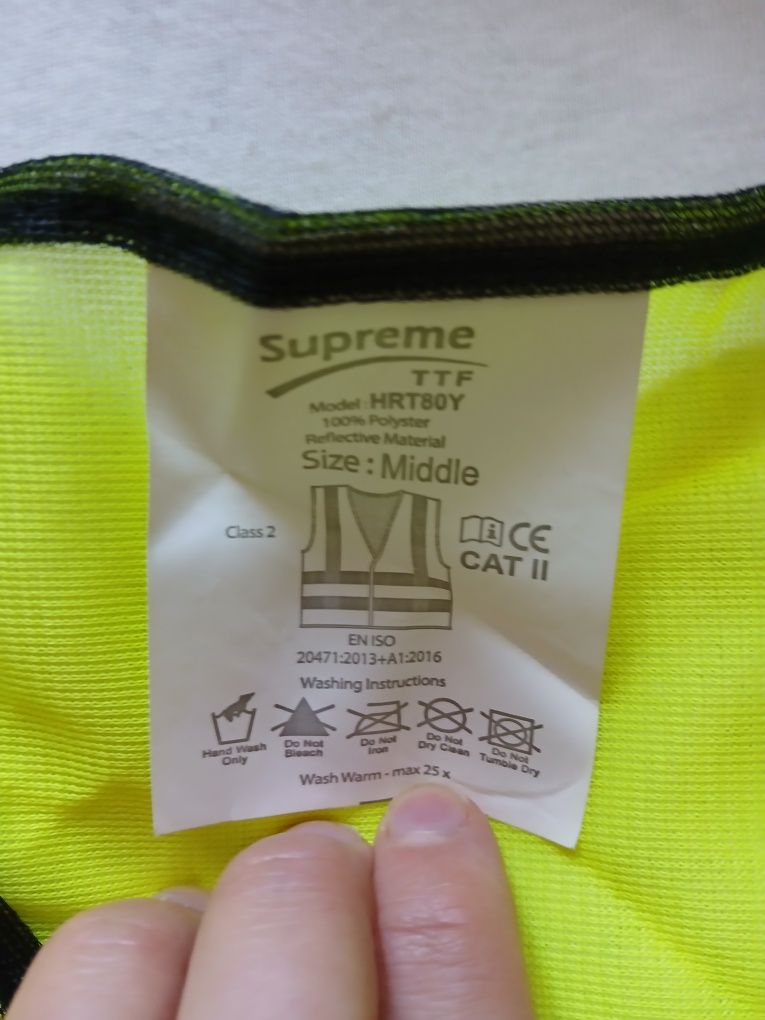 Supreme
TTF
Model : HRT80Y
100% Polyster
Reflective Material
Size : Middle
Class 2
i CE
CAT II
EN ISO
20471:2013+A1:2016
Washing Instructions
Hand Wash Only
Do Not Bleach
Do Not Iron
Do Not Dry Clean
Do Not Tumble Dry
Wash Warm - max 25 x